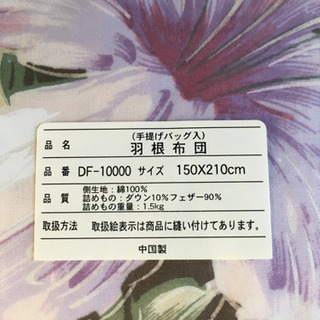 (手提げバッグ入)
品名 羽根布団
品番 DF-10000 サイズ 150X210cm
品質 側生地:綿100%
詰めもの:ダウン10%フェザー90%
詰めもの重量:1.5kg
取扱方法 取扱絵表示は商品に縫い付けてあります。
中国製